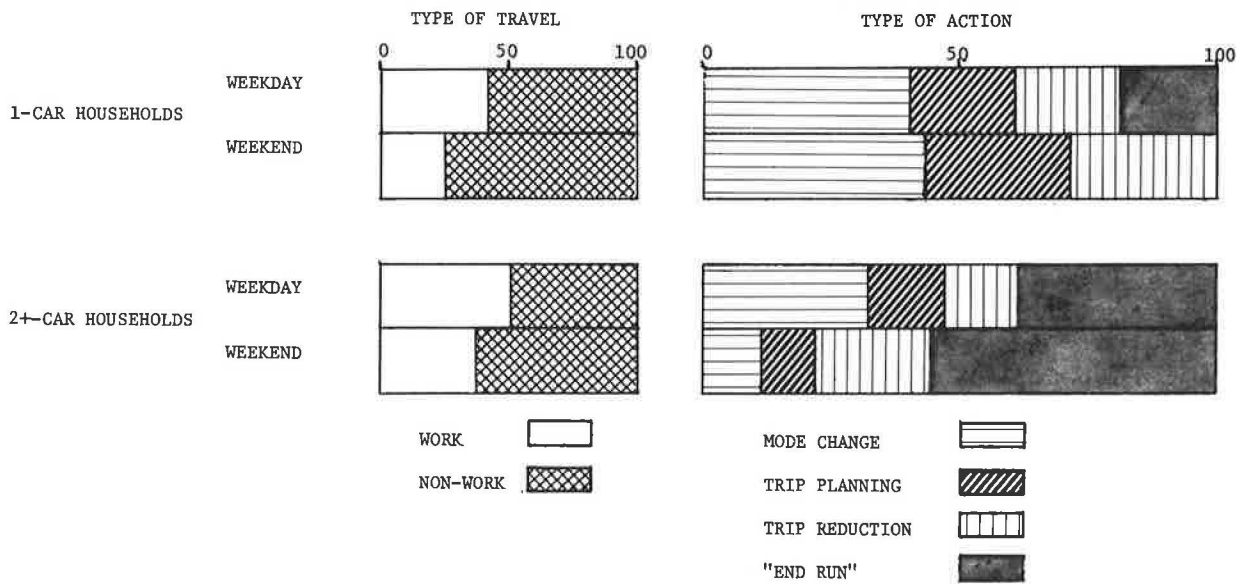 TYPE OF TRAVEL
TYPE OF ACTION
0 50 100
0 50 100
WEEKDAY
1-CAR HOUSEHOLDS
WEEKEND
WEEKDAY
2+-CAR HOUSEHOLDS
WEEKEND
WORK
NON-WORK
MODE CHANGE
TRIP PLANNING
TRIP REDUCTION
"END RUN"